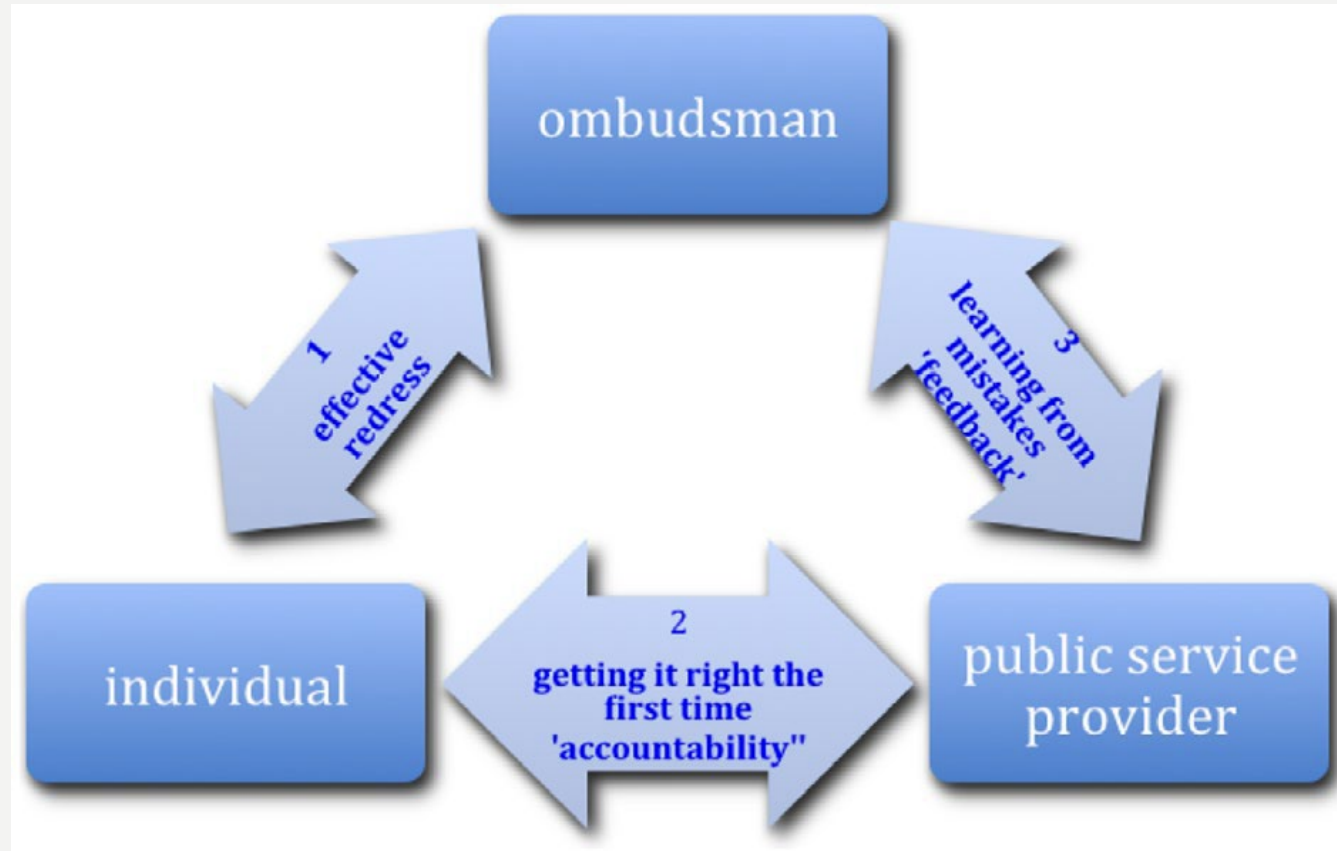 ombudsman
1
effective
redress
3
learning from
mistakes
'feedback'
individual
2
getting it right the
first time
'accountability''
public service
provider